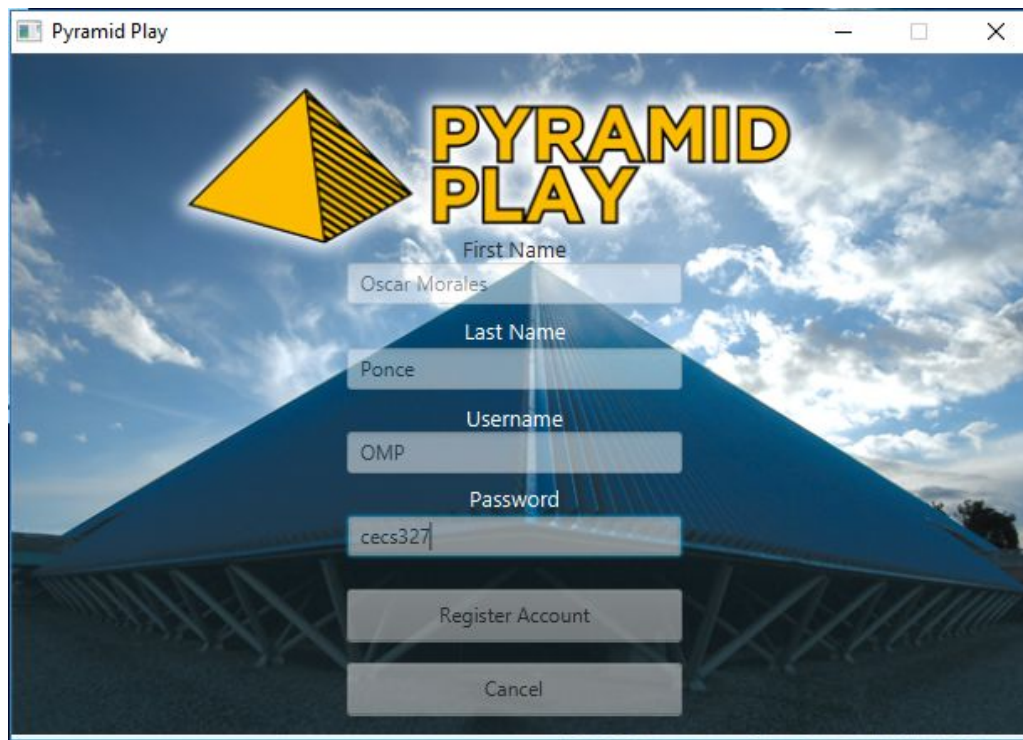 Pyramid Play
PYRAMID
PLAY
First Name
Oscar Morales
Last Name
Ponce
Username
OMP
Password
cecs327
Register Account
Cancel